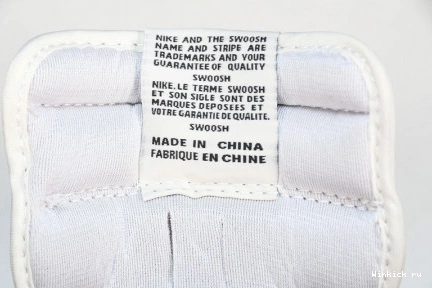 NIKE AND THE SWOOSH
NAME AND STRIPE ARE
TRADEMARKS AND YOUR
GUARANTEE OF QUALITY
SWOOSH
NIKE. LE TERME SWOOSH
ET SON SIGLE SONT DES
MARQUES DEPOSEES ET
VOTRE GARANTIE DE QUALITE.
SWOOSH
MADE IN CHINA
FABRIQUE EN CHINE
Winkick.ru